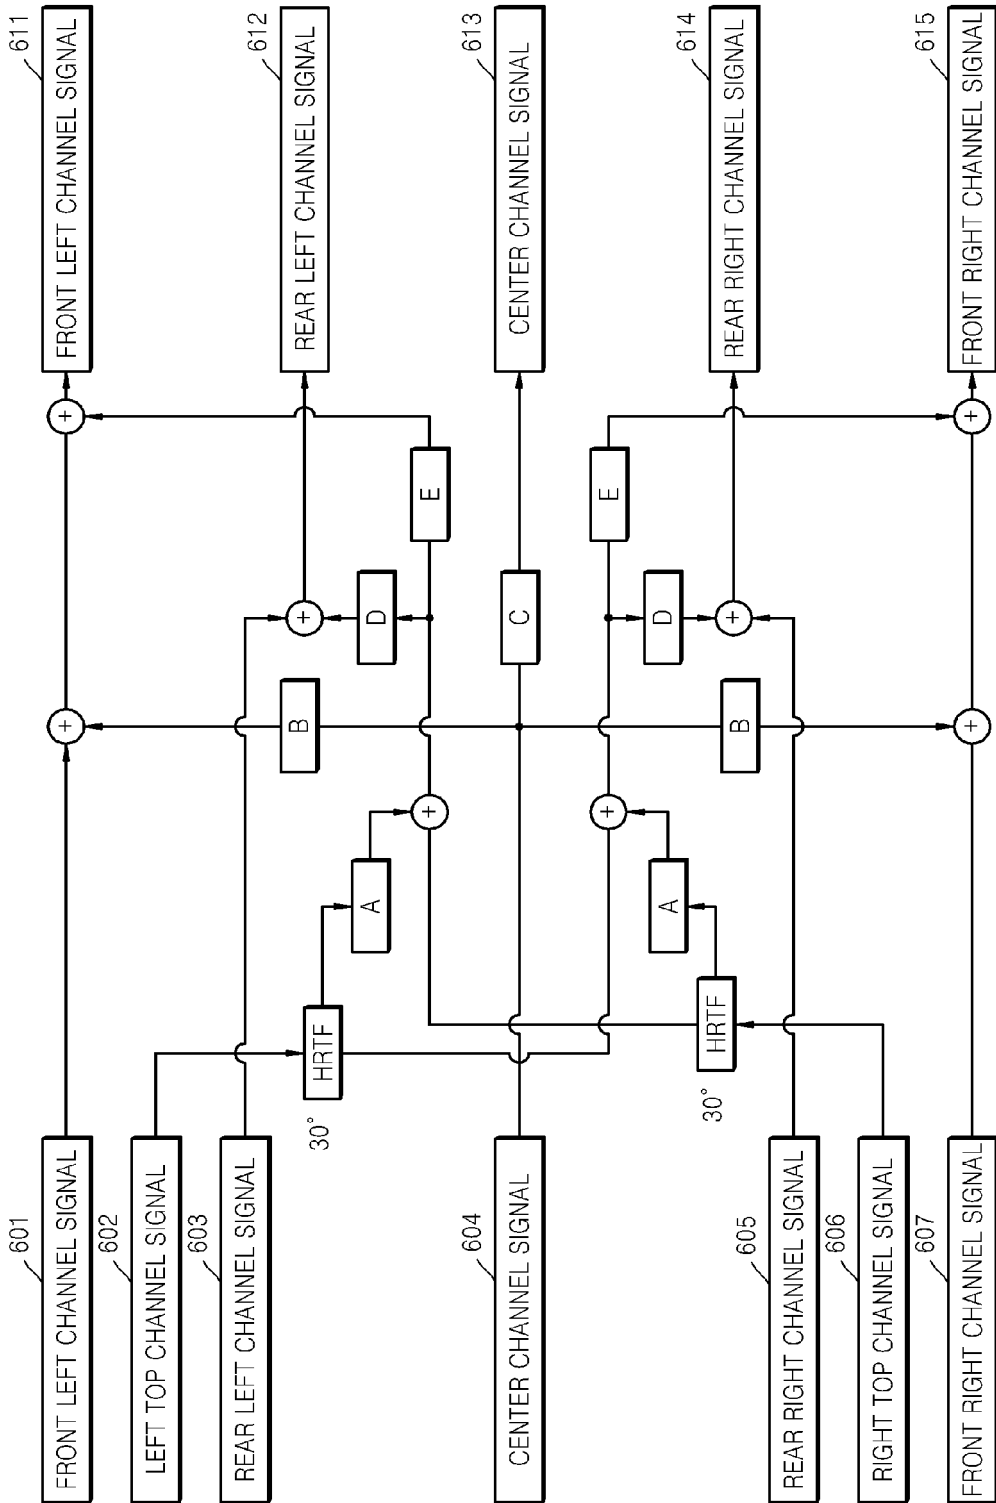 601
FRONT LEFT CHANNEL SIGNAL
602
LEFT TOP CHANNEL SIGNAL
603
REAR LEFT CHANNEL SIGNAL
604
CENTER CHANNEL SIGNAL
605
REAR RIGHT CHANNEL SIGNAL
606
RIGHT TOP CHANNEL SIGNAL
607
FRONT RIGHT CHANNEL SIGNAL
30°
HRTF
30°
HRTF
A
A
+
+
B
B
+
+
C
D
D
+
+
E
E
+
+
611
FRONT LEFT CHANNEL SIGNAL
612
REAR LEFT CHANNEL SIGNAL
613
CENTER CHANNEL SIGNAL
614
REAR RIGHT CHANNEL SIGNAL
615
FRONT RIGHT CHANNEL SIGNAL